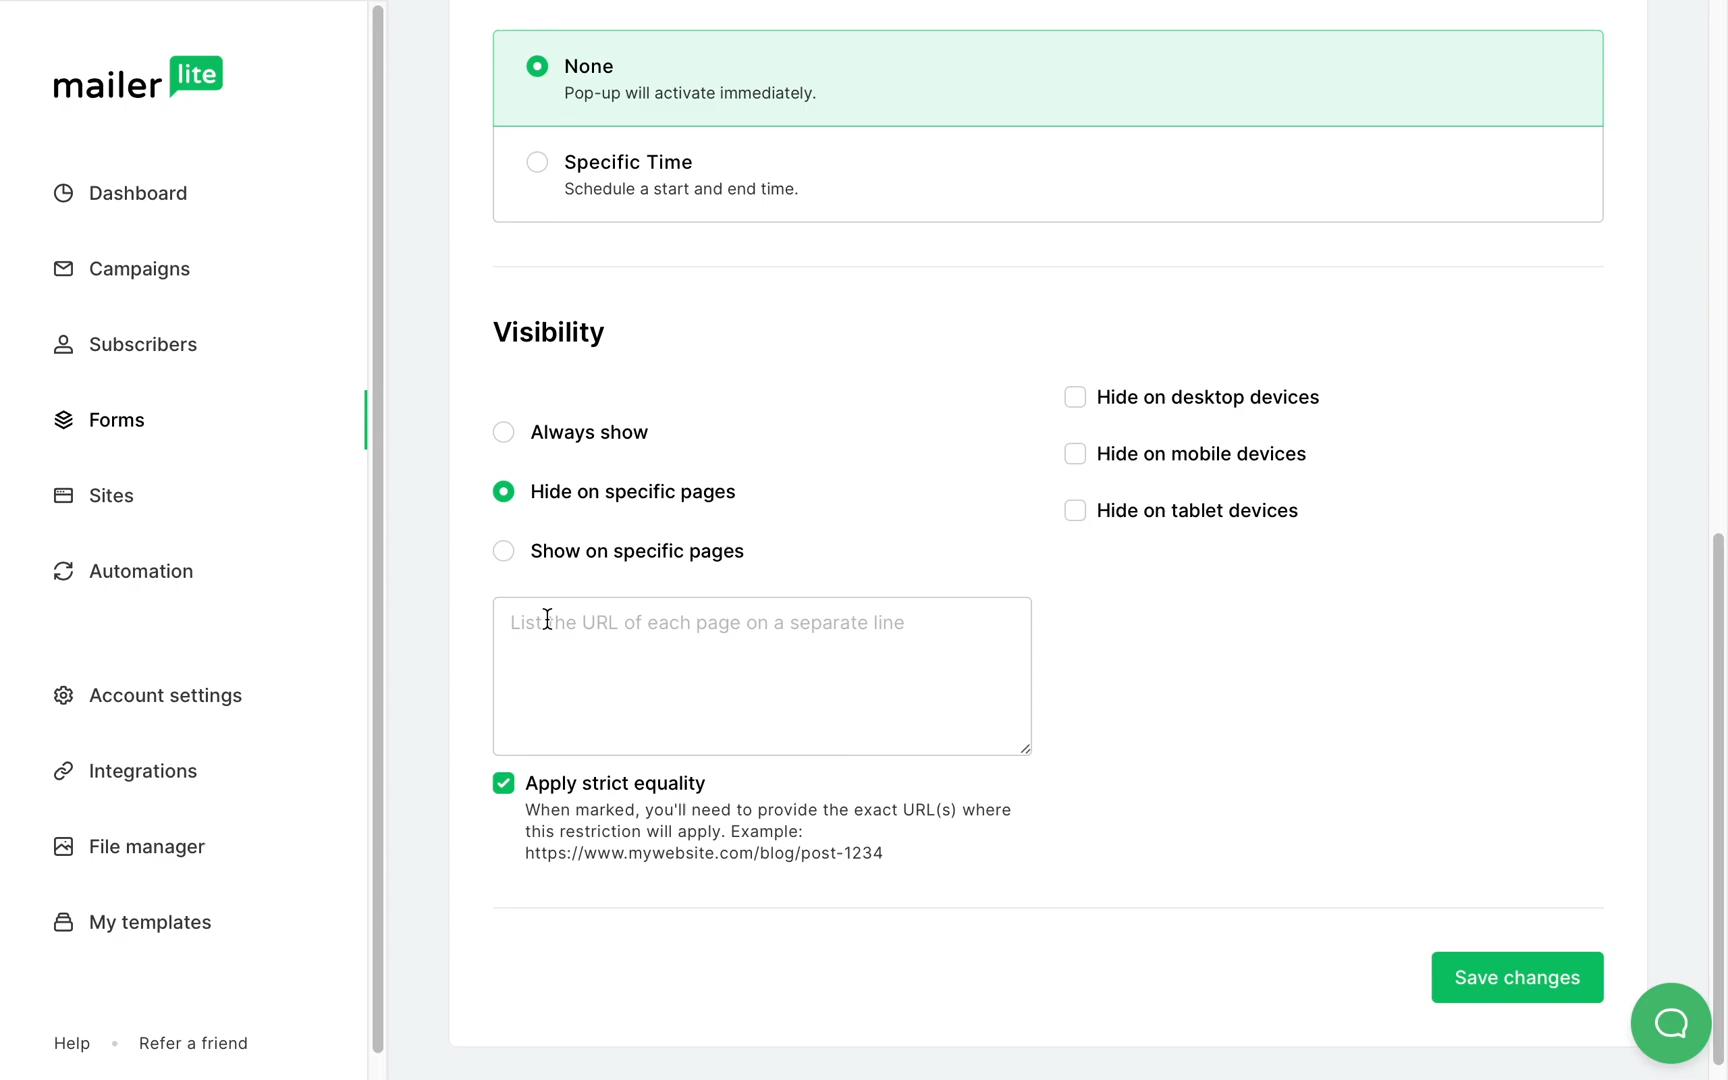 mailer lite
Dashboard
Campaigns
Subscribers
Forms
Sites
Automation
Account settings
Integrations
File manager
My templates
Help • Refer a friend
None
Pop-up will activate immediately.
Specific Time
Schedule a start and end time.
Visibility
Always show
Hide on specific pages
Show on specific pages
Hide on desktop devices
Hide on mobile devices
Hide on tablet devices
List the URL of each page on a separate line
Apply strict equality
When marked, you'll need to provide the exact URL(s) where
this restriction will apply. Example:
https://www.mywebsite.com/blog/post-1234
Save changes